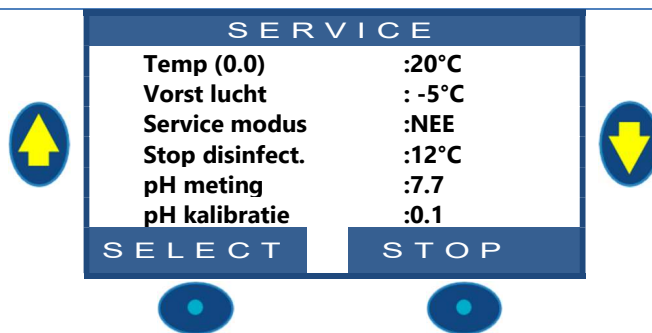 SERVICE
Temp (0.0) :20°C
Vorst lucht : -5°C
Service modus :NEE
Stop disinfect. :12°C
pH meting :7.7
pH kalibratie :0.1
SELECT STOP